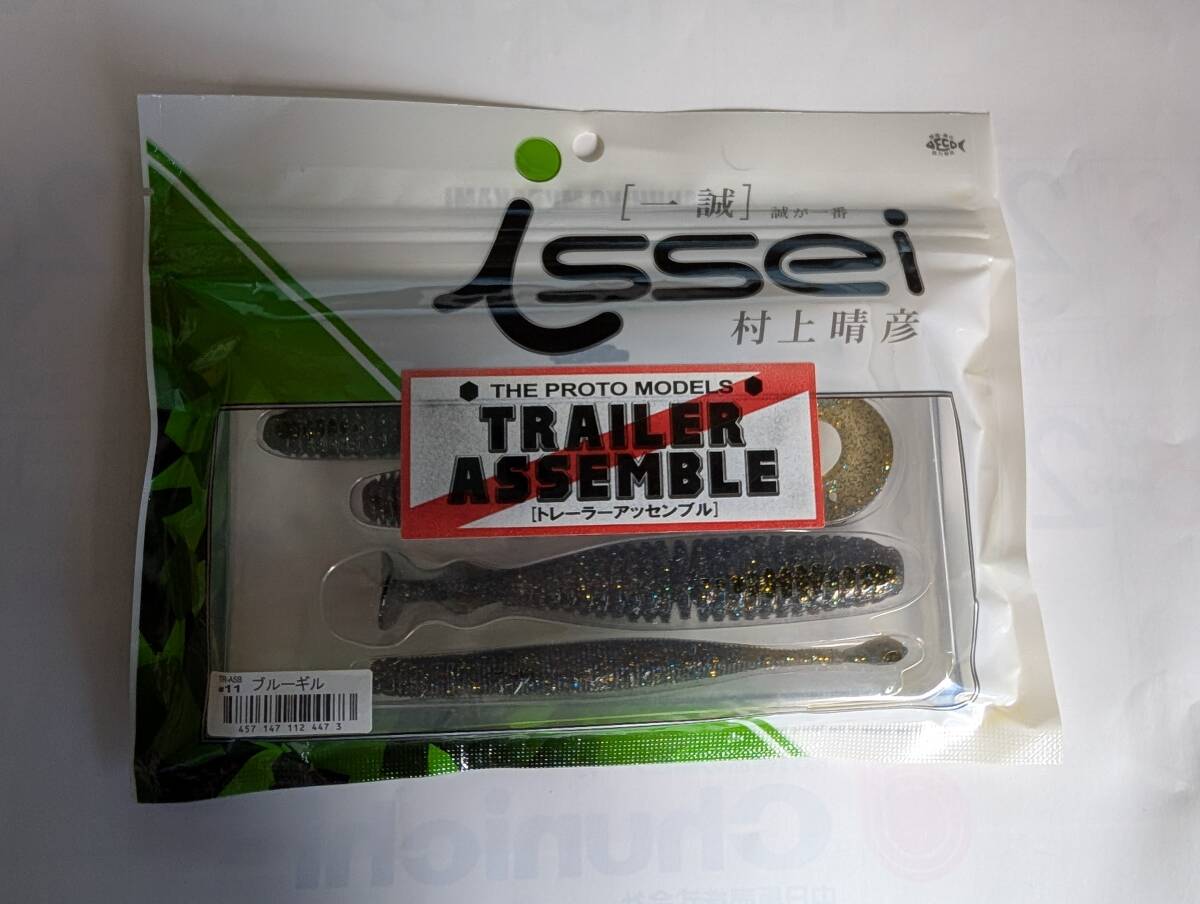 [一誠] 誠が一番
issei
村上晴彦
THE PROTO MODELS
TRAILER
ASSEMBLE
[トレーラーアッセンブル]
TR-ASB
#11 ブルーギル
457 147 112 447 3
ECO
Chunichi